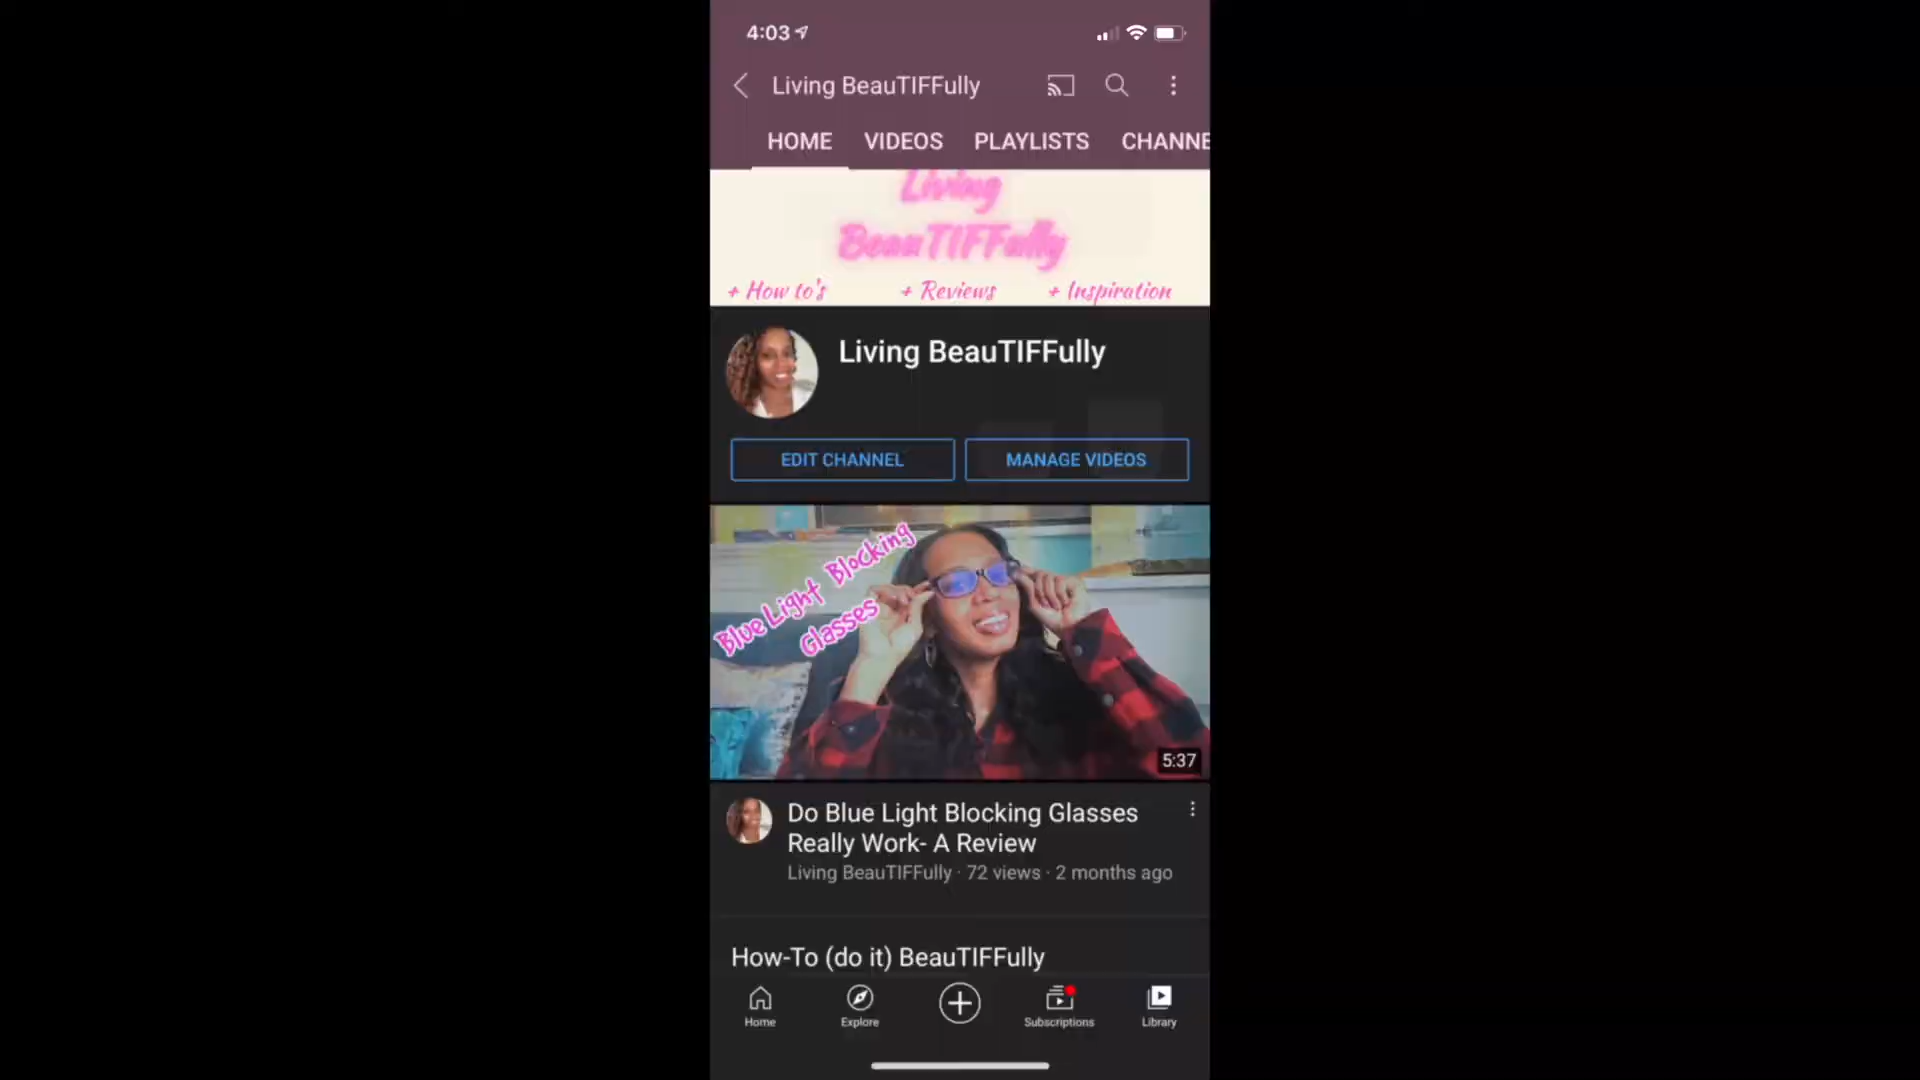 4:03
Living BeauTIFFully
HOME VIDEOS PLAYLISTS CHANNE
Living
BeauTIFFully
+ How to's + Reviews + Inspiration
Living BeauTIFFully
EDIT CHANNEL MANAGE VIDEOS
Blue Light Blocking
Glasses
5:37
Do Blue Light Blocking Glasses
Really Work- A Review
Living BeauTIFFully · 72 views · 2 months ago
How-To (do it) BeauTIFFully
Home Explore Subscriptions Library